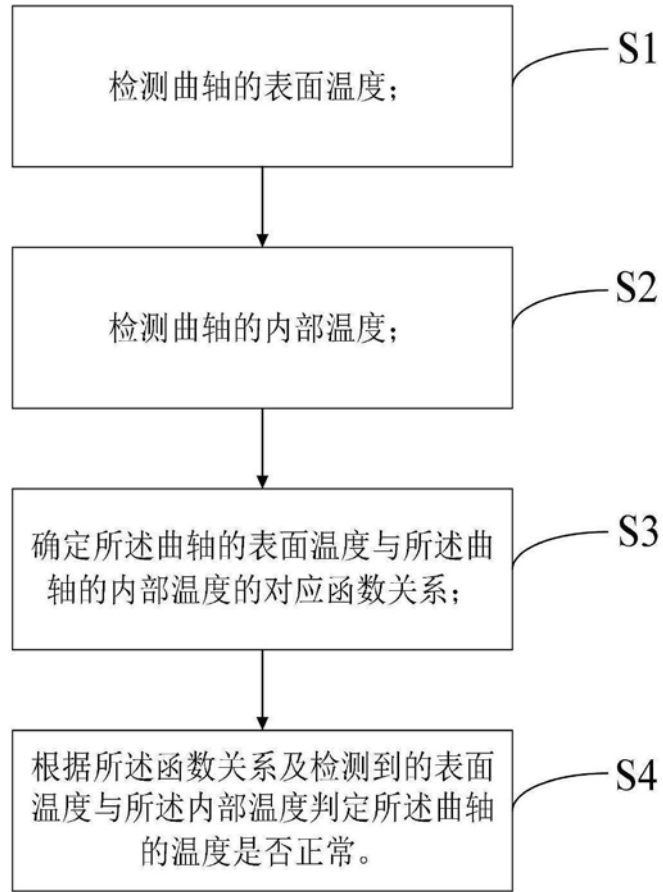 检测曲轴的表面温度；
S1
检测曲轴的内部温度；
S2
确定所述曲轴的表面温度与所述曲
轴的内部温度的对应函数关系；
S3
根据所述函数关系及检测到的表面
温度与所述内部温度判定所述曲轴
的温度是否正常。
S4